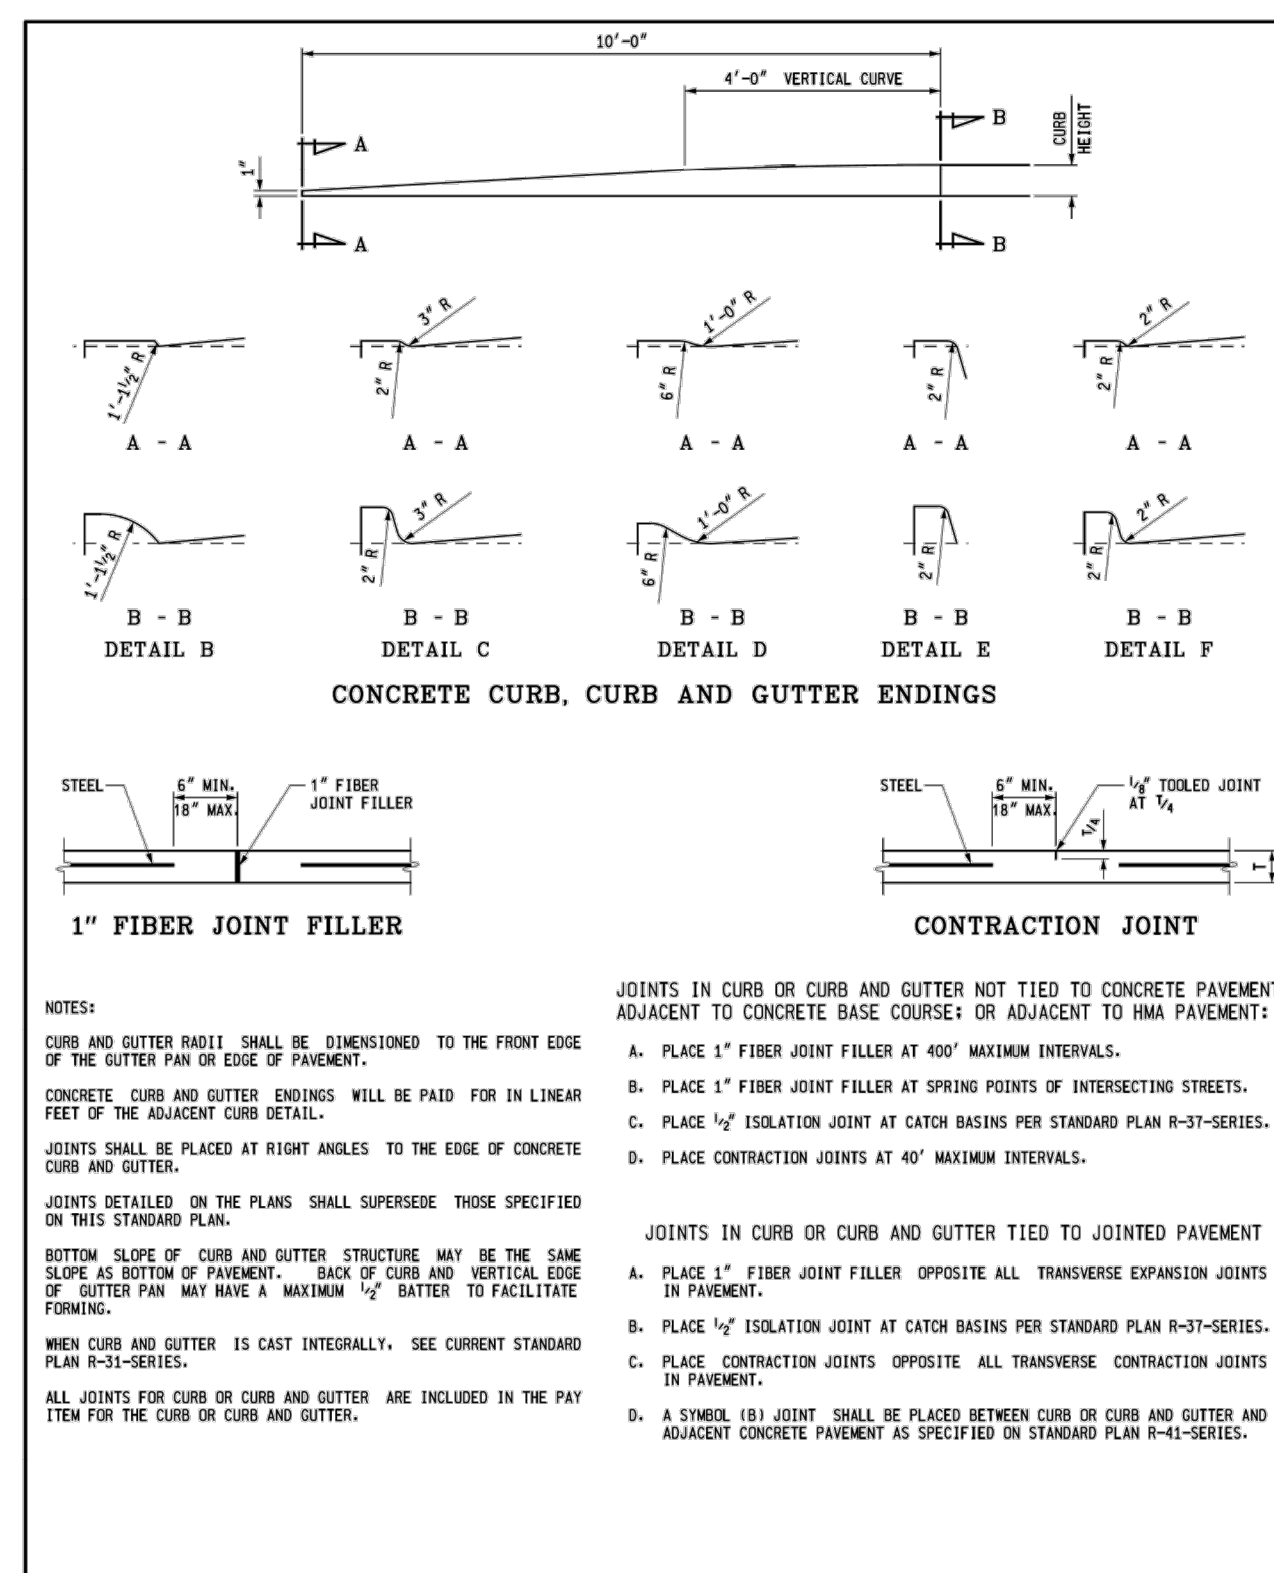 10'-0"
4'-0" VERTICAL CURVE
CURB
HEIGHT
1"
A
B
A
B
1'-1½" R
3" R
2" R
1'-0" R
6" R
2" R
2" R
2" R
A - A
A - A
A - A
A - A
A - A
1'-1½" R
3" R
2" R
1'-0" R
6" R
2" R
2" R
2" R
B - B
B - B
B - B
B - B
B - B
DETAIL B
DETAIL C
DETAIL D
DETAIL E
DETAIL F
CONCRETE CURB, CURB AND GUTTER ENDINGS
STEEL
6" MIN.
18" MAX.
1" FIBER
JOINT FILLER
1" FIBER JOINT FILLER
STEEL
6" MIN.
18" MAX.
⅛" TOOLED JOINT
AT T/4
T/4
T
CONTRACTION JOINT
NOTES:
CURB AND GUTTER RADII SHALL BE DIMENSIONED TO THE FRONT EDGE
OF THE GUTTER PAN OR EDGE OF PAVEMENT.
CONCRETE CURB AND GUTTER ENDINGS WILL BE PAID FOR IN LINEAR
FEET OF THE ADJACENT CURB DETAIL.
JOINTS SHALL BE PLACED AT RIGHT ANGLES TO THE EDGE OF CONCRETE
CURB AND GUTTER.
JOINTS DETAILED ON THE PLANS SHALL SUPERSEDE THOSE SPECIFIED
ON THIS STANDARD PLAN.
BOTTOM SLOPE OF CURB AND GUTTER STRUCTURE MAY BE THE SAME
SLOPE AS BOTTOM OF PAVEMENT. BACK OF CURB AND VERTICAL EDGE
OF GUTTER PAN MAY HAVE A MAXIMUM ½" BATTER TO FACILITATE
FORMING.
WHEN CURB AND GUTTER IS CAST INTEGRALLY. SEE CURRENT STANDARD
PLAN R-31-SERIES.
ALL JOINTS FOR CURB OR CURB AND GUTTER ARE INCLUDED IN THE PAY
ITEM FOR THE CURB OR CURB AND GUTTER.
JOINTS IN CURB OR CURB AND GUTTER NOT TIED TO CONCRETE PAVEMENT
ADJACENT TO CONCRETE BASE COURSE; OR ADJACENT TO HMA PAVEMENT:
A. PLACE 1" FIBER JOINT FILLER AT 400' MAXIMUM INTERVALS.
B. PLACE 1" FIBER JOINT FILLER AT SPRING POINTS OF INTERSECTING STREETS.
C. PLACE ½" ISOLATION JOINT AT CATCH BASINS PER STANDARD PLAN R-37-SERIES.
D. PLACE CONTRACTION JOINTS AT 40' MAXIMUM INTERVALS.
JOINTS IN CURB OR CURB AND GUTTER TIED TO JOINTED PAVEMENT
A. PLACE 1" FIBER JOINT FILLER OPPOSITE ALL TRANSVERSE EXPANSION JOINTS
IN PAVEMENT.
B. PLACE ½" ISOLATION JOINT AT CATCH BASINS PER STANDARD PLAN R-37-SERIES.
C. PLACE CONTRACTION JOINTS OPPOSITE ALL TRANSVERSE CONTRACTION JOINTS
IN PAVEMENT.
D. A SYMBOL (B) JOINT SHALL BE PLACED BETWEEN CURB OR CURB AND GUTTER AND
ADJACENT CONCRETE PAVEMENT AS SPECIFIED ON STANDARD PLAN R-41-SERIES.